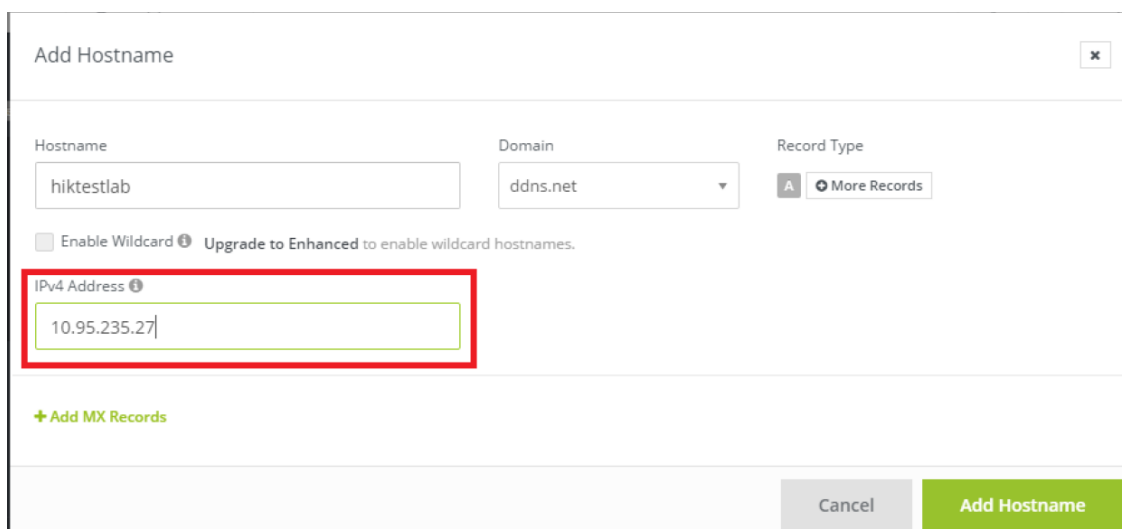 Add Hostname
Hostname
Domain
Record Type
hiktestlab
ddns.net
A
More Records
Enable Wildcard
Upgrade to Enhanced to enable wildcard hostnames.
IPv4 Address
10.95.235.27
+ Add MX Records
Cancel
Add Hostname